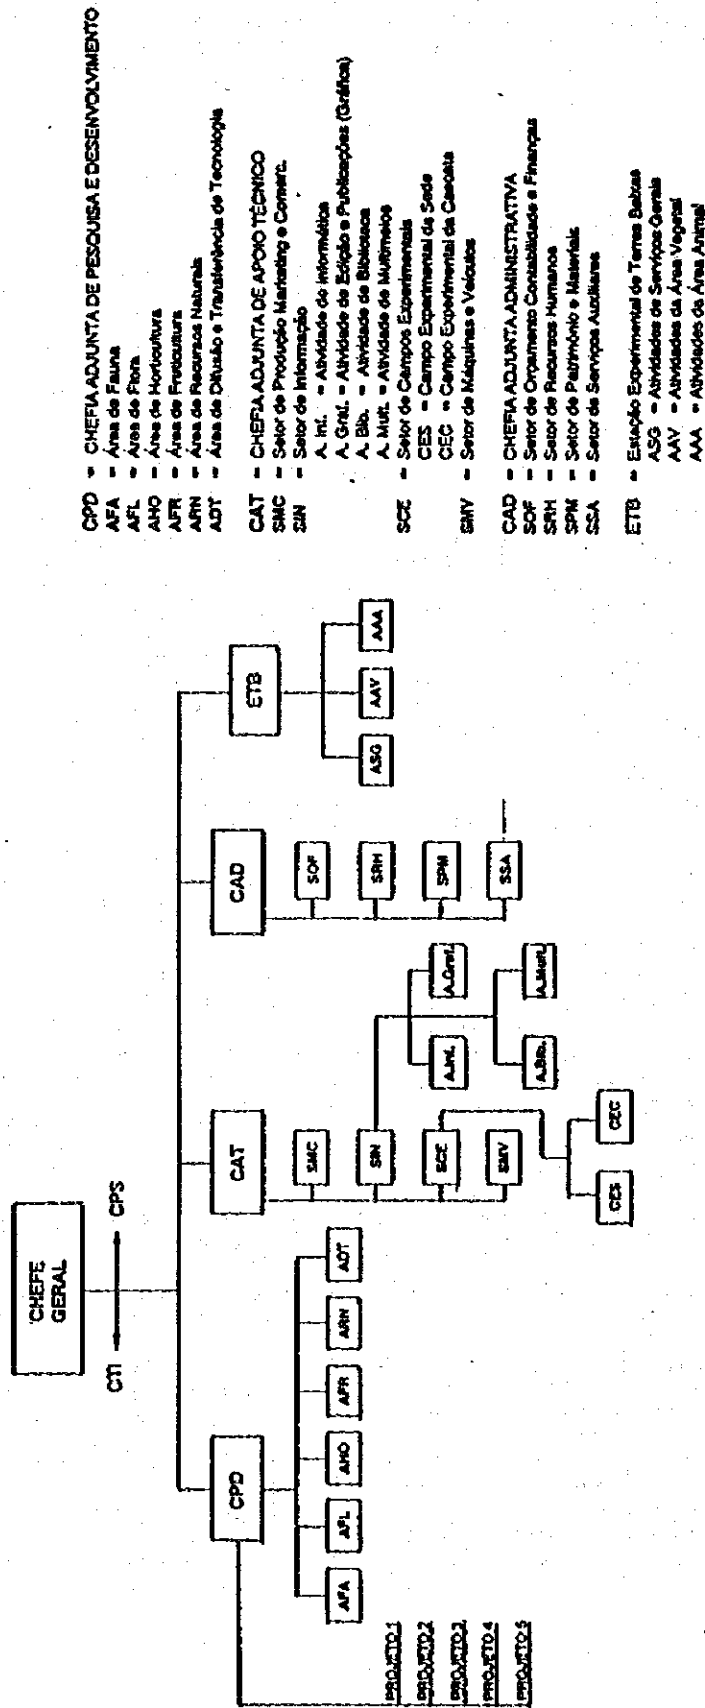 CHEFE
GERAL
CTI
CPS
CPD
CAT
CAD
ETB
AFA
AFL
AHO
AFR
ARN
ADT
SMC
SIN
SCE
SMV
A.Inf.
A.Graf.
A.Bib.
A.Mult.
CES
CEC
SOF
SRH
SPM
SSA
ASG
AAV
AAA
PROJETO 1
PROJETO 2
PROJETO 3
PROJETO 4
PROJETO 5
CPD = CHEFIA ADJUNTA DE PESQUISA E DESENVOLVIMENTO
AFA = Área de Fauna
AFL = Área de Flora
AHO = Área de Horticultura
AFR = Área de Fruticultura
ARN = Área de Recursos Naturais
ADT = Área de Difusão e Transferência de Tecnologia
CAT = CHEFIA ADJUNTA DE APOIO TÉCNICO
SMC = Setor de Produção Marketing e Comerc.
SIN = Setor de Informação
A. Inf. = Atividade de Informática
A. Graf. = Atividade de Edição e Publicações (Gráfica)
A. Bib. = Atividade de Biblioteca
A. Mult. = Atividade de Multimeios
SCE = Setor de Campos Experimentais
CES = Campo Experimental da Sede
CEC = Campo Experimental da Cascata
SMV = Setor de Máquinas e Veículos
CAD = CHEFIA ADJUNTA ADMINISTRATIVA
SOF = Setor de Orçamento Contabilidade e Finanças
SRH = Setor de Recursos Humanos
SPM = Setor de Patrimônio e Materiais
SSA = Setor de Serviços Auxiliares
ETB = Estação Experimental de Terras Baixas
ASG = Atividades de Serviços Gerais
AAV = Atividades da Área Vegetal
AAA = Atividades da Área Animal